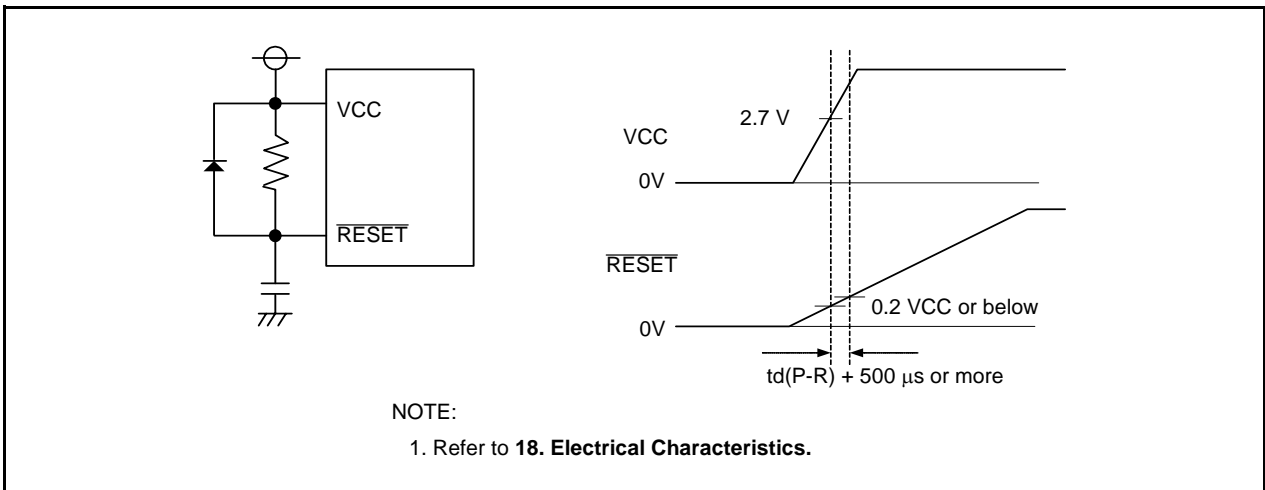 VCC
RESET
VCC
2.7 V
0V
RESET
0.2 VCC or below
0V
td(P-R) + 500 μs or more
NOTE:
1. Refer to 18. Electrical Characteristics.